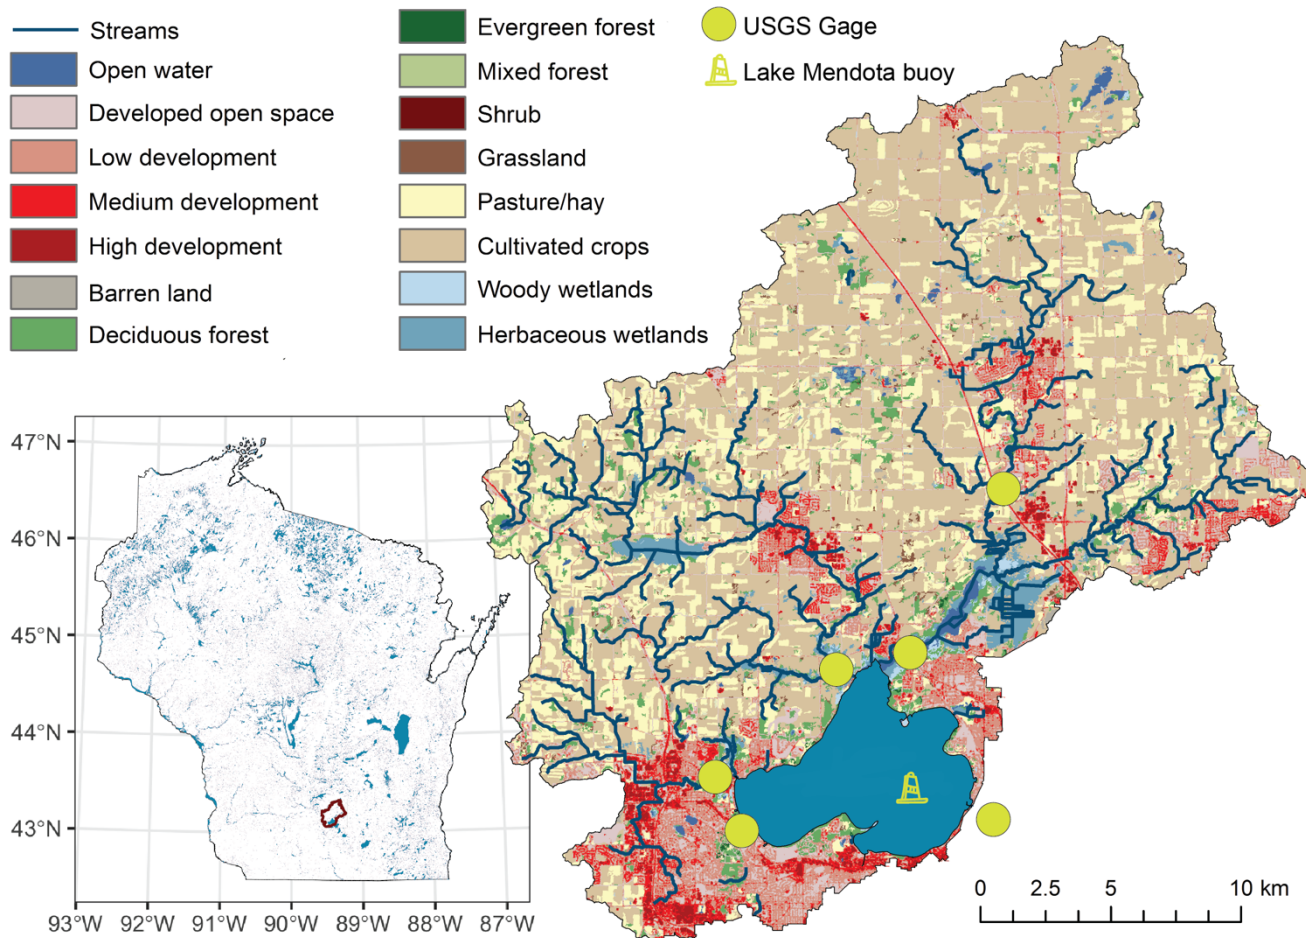 Streams
Open water
Developed open space
Low development
Medium development
High development
Barren land
Deciduous forest
Evergreen forest
Mixed forest
Shrub
Grassland
Pasture/hay
Cultivated crops
Woody wetlands
Herbaceous wetlands
USGS Gage
Lake Mendota buoy
47°N
46°N
45°N
44°N
43°N
93°W 92°W 91°W 90°W 89°W 88°W 87°W
0 2.5 5 10 km